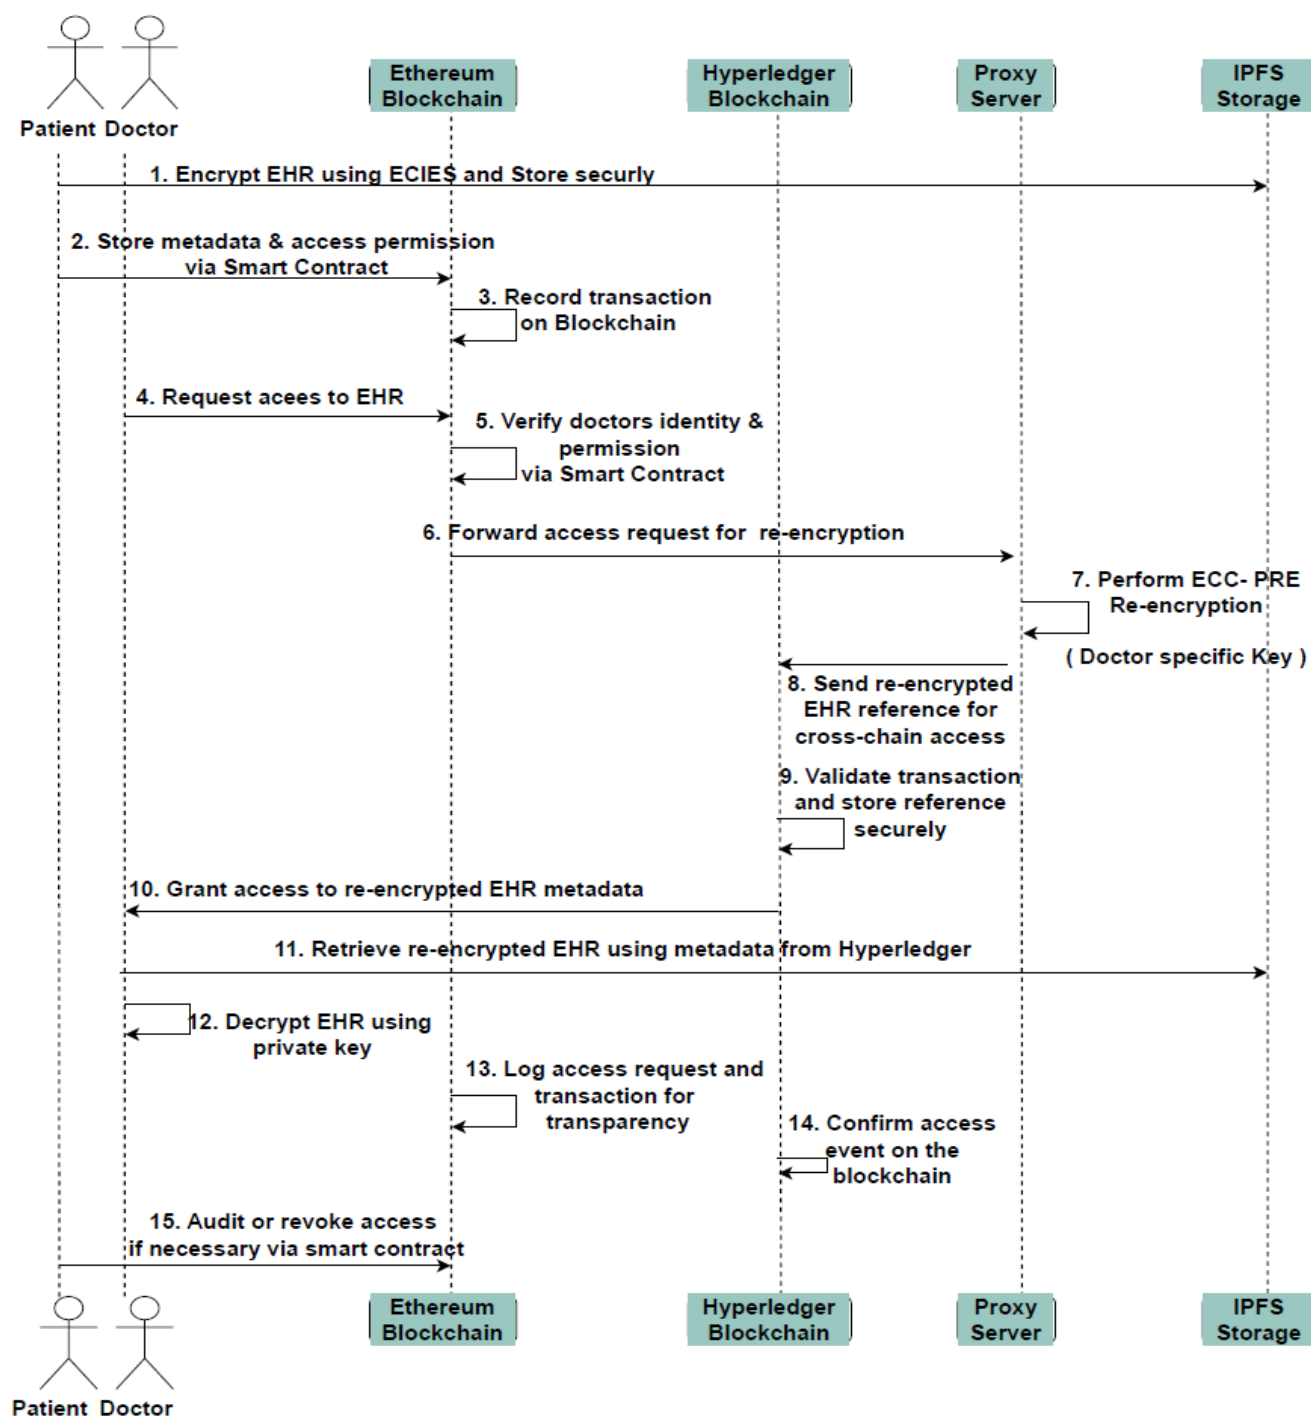 Patient Doctor
Ethereum
Blockchain
Hyperledger
Blockchain
Proxy
Server
IPFS
Storage
1. Encrypt EHR using ECIES and Store securly
2. Store metadata & access permission
via Smart Contract
3. Record transaction
on Blockchain
4. Request acees to EHR
5. Verify doctors identity &
permission
via Smart Contract
6. Forward access request for re-encryption
7. Perform ECC- PRE
Re-encryption
( Doctor specific Key )
8. Send re-encrypted
EHR reference for
cross-chain access
9. Validate transaction
and store reference
securely
10. Grant access to re-encrypted EHR metadata
11. Retrieve re-encrypted EHR using metadata from Hyperledger
12. Decrypt EHR using
private key
13. Log access request and
transaction for
transparency
14. Confirm access
event on the
blockchain
15. Audit or revoke access
if necessary via smart contract
Ethereum
Blockchain
Hyperledger
Blockchain
Proxy
Server
IPFS
Storage
Patient Doctor